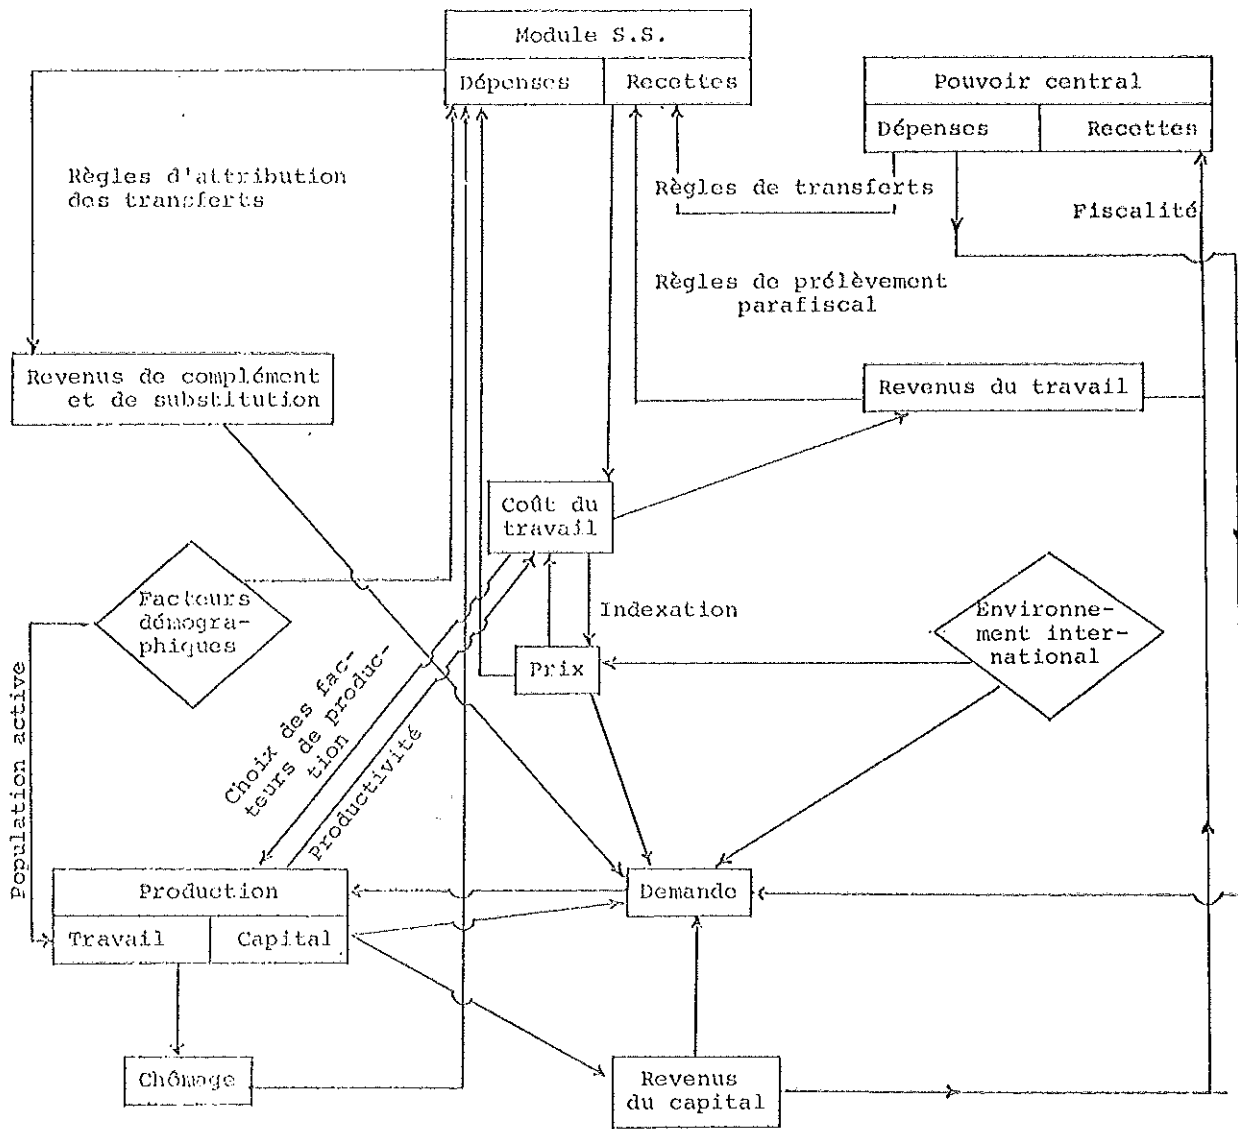 Module S.S.
Dépenses
Recettes
Pouvoir central
Dépenses
Recettes
Règles d'attribution
des transferts
Règles de transferts
Fiscalité
Règles de prélèvement
parafiscal
Revenus de complément
et de substitution
Revenus du travail
Coût du
travail
Facteurs
démogra-
phiques
Indexation
Environne-
ment inter-
national
Prix
Choix des fac-
teurs de produc-
tion
Productivité
Population active
Production
Travail
Capital
Demande
Chômage
Revenus
du capital